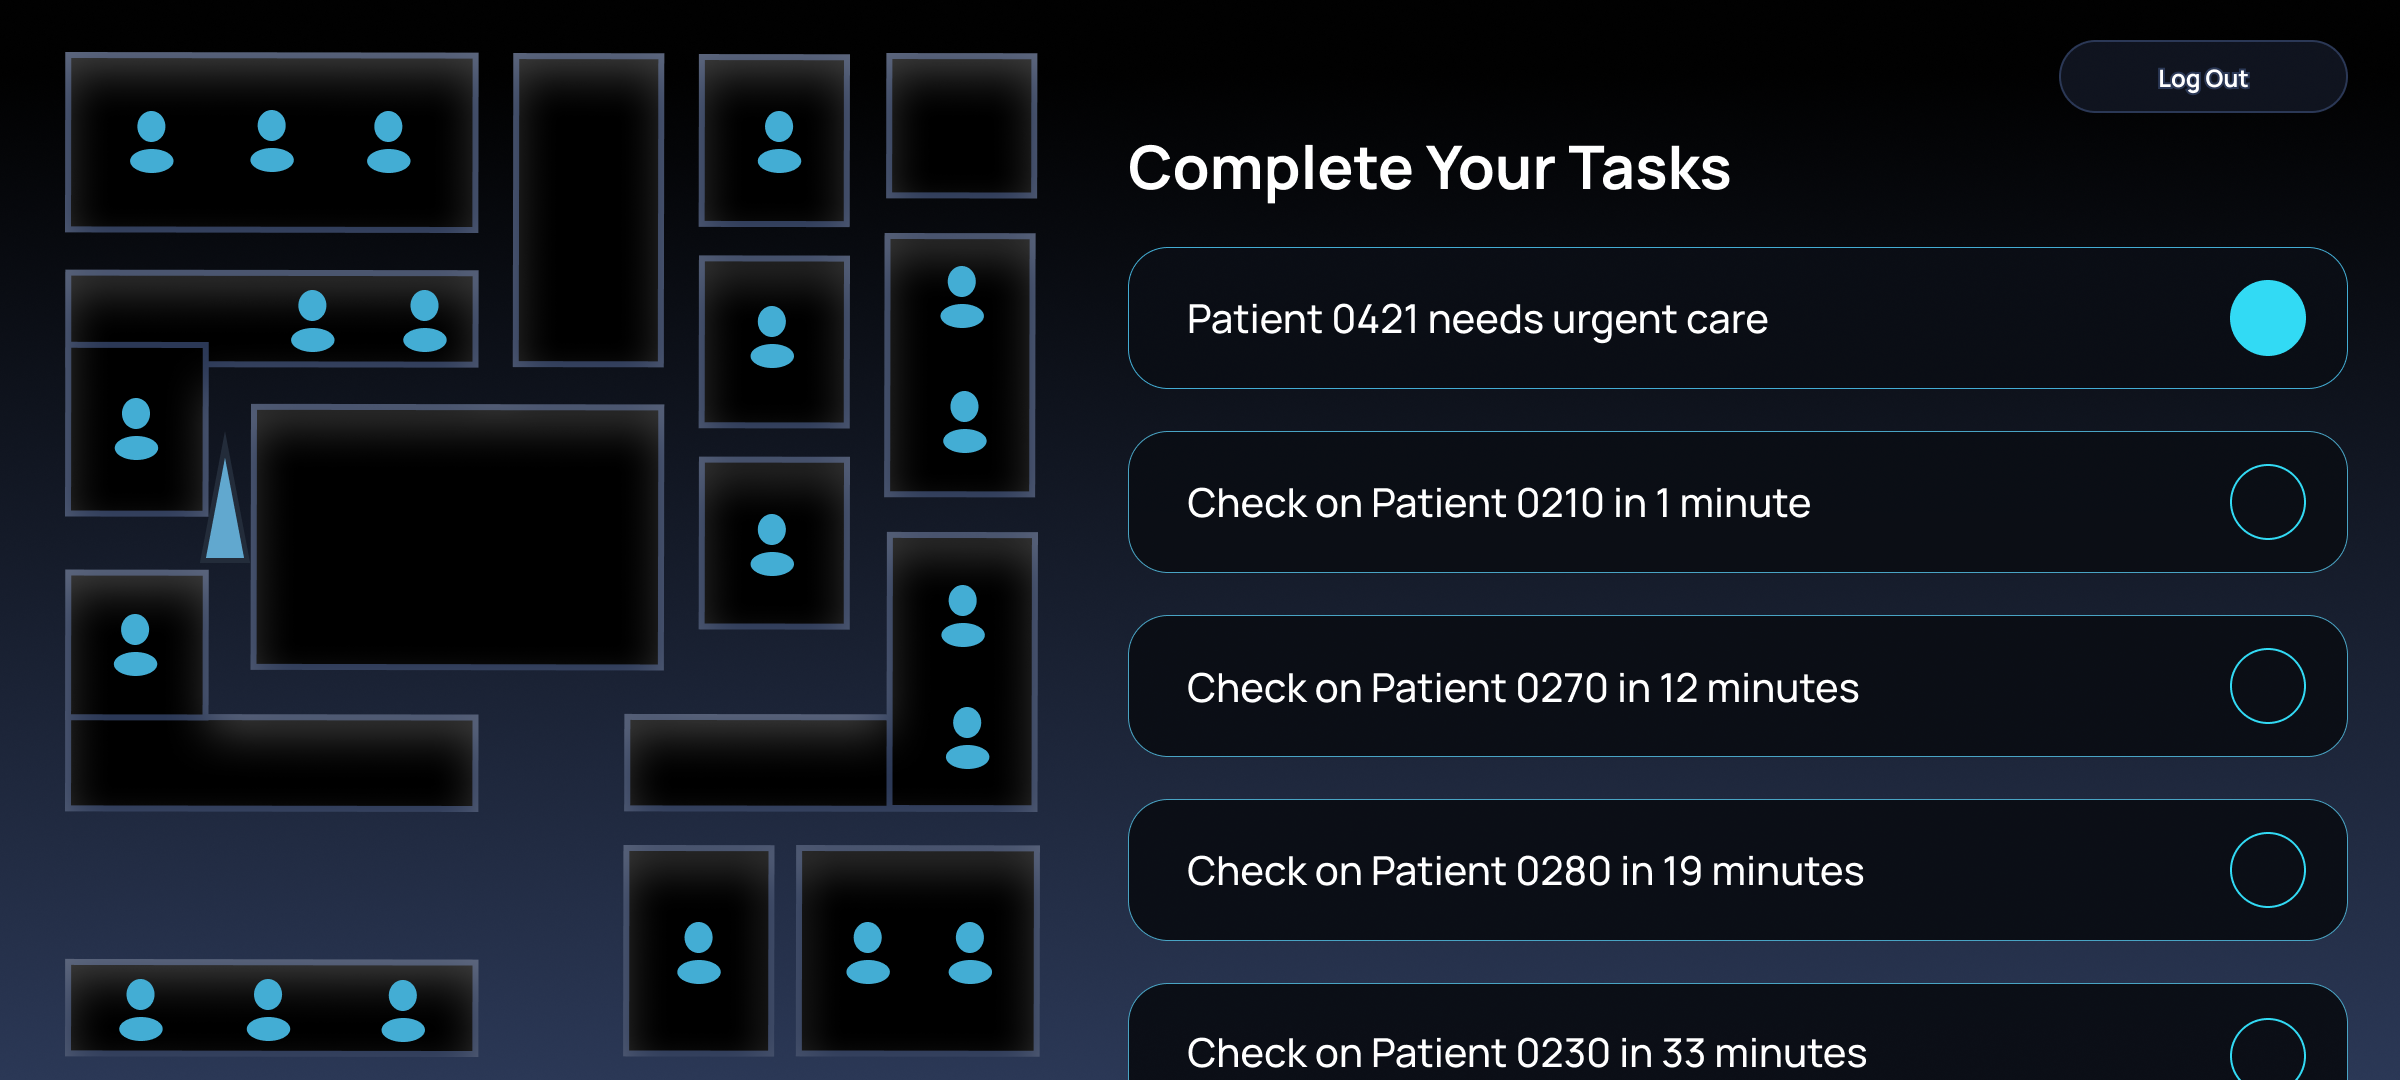 Log Out
Complete Your Tasks
Patient 0421 needs urgent care
Check on Patient 0210 in 1 minute
Check on Patient 0270 in 12 minutes
Check on Patient 0280 in 19 minutes
Check on Patient 0230 in 33 minutes